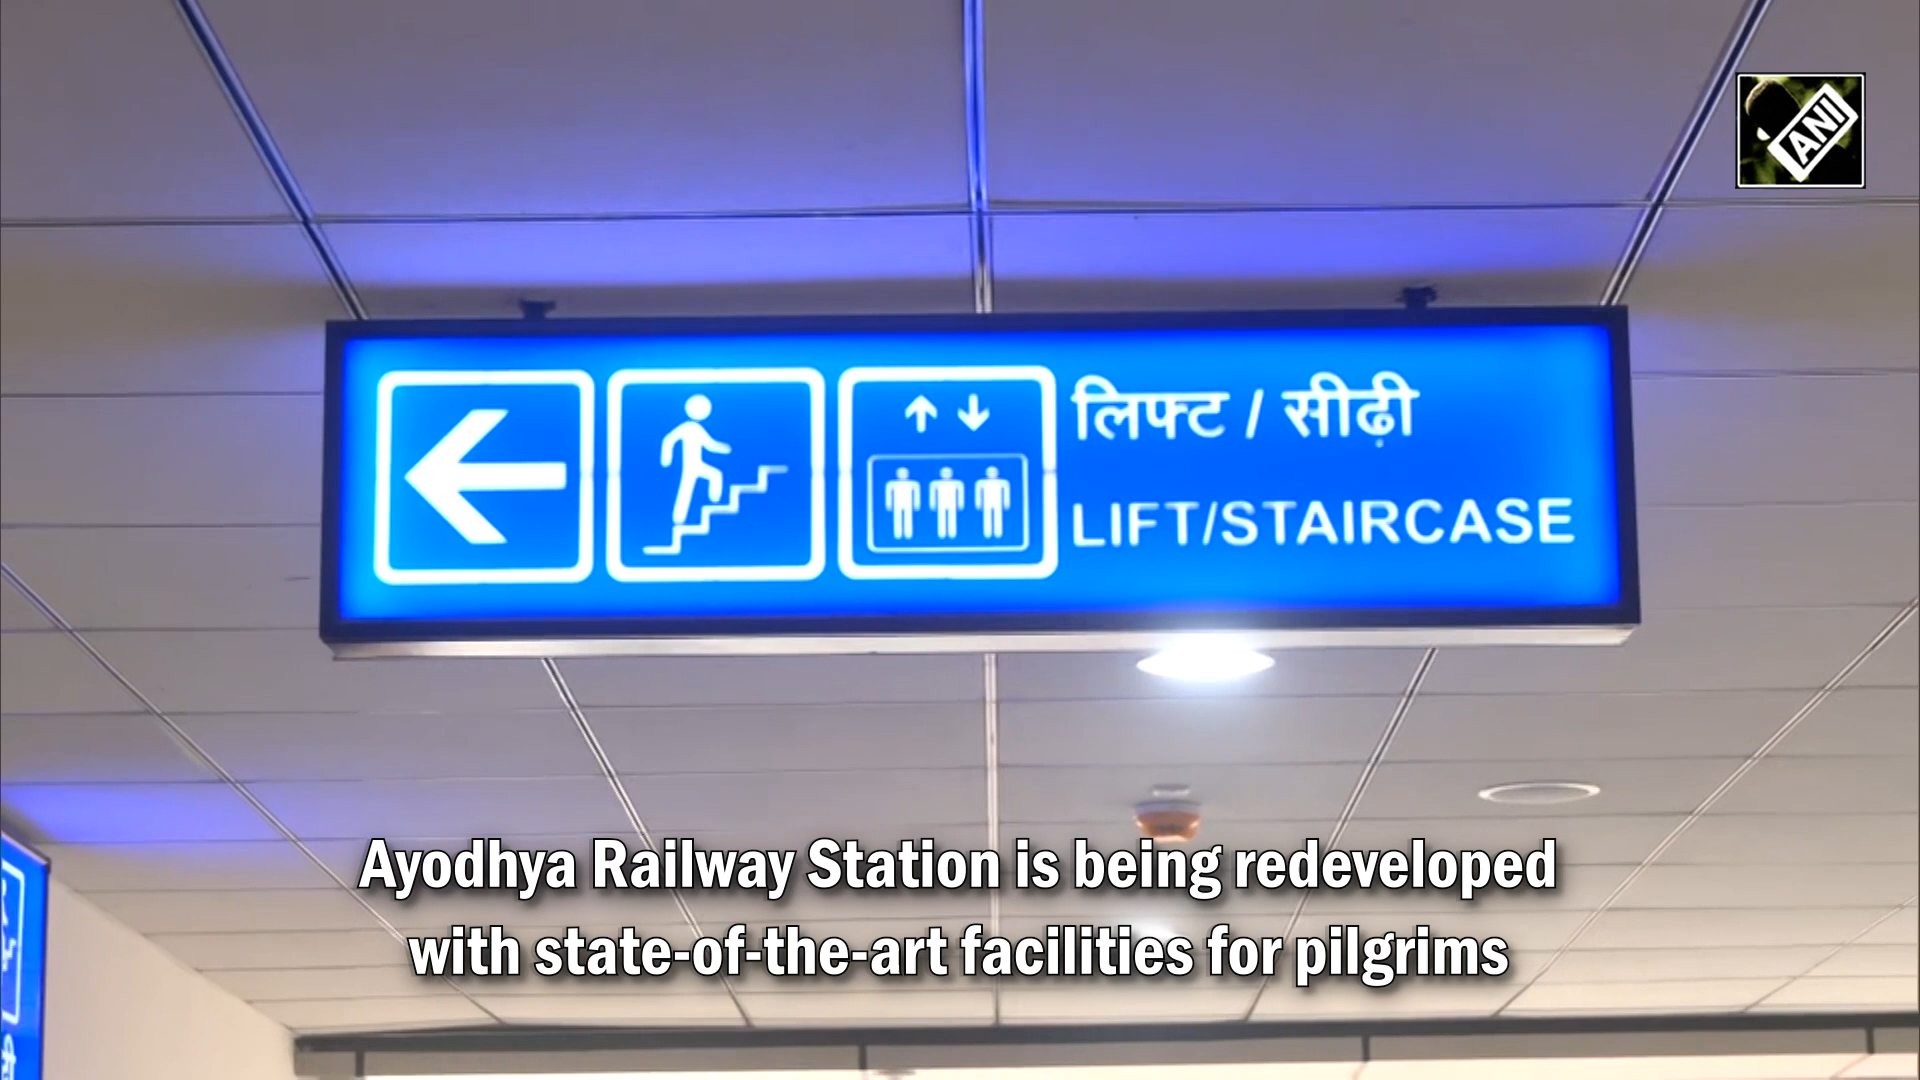 ANI
लिफ्ट / सीढ़ी
LIFT/STAIRCASE
Ayodhya Railway Station is being redeveloped
with state-of-the-art facilities for pilgrims